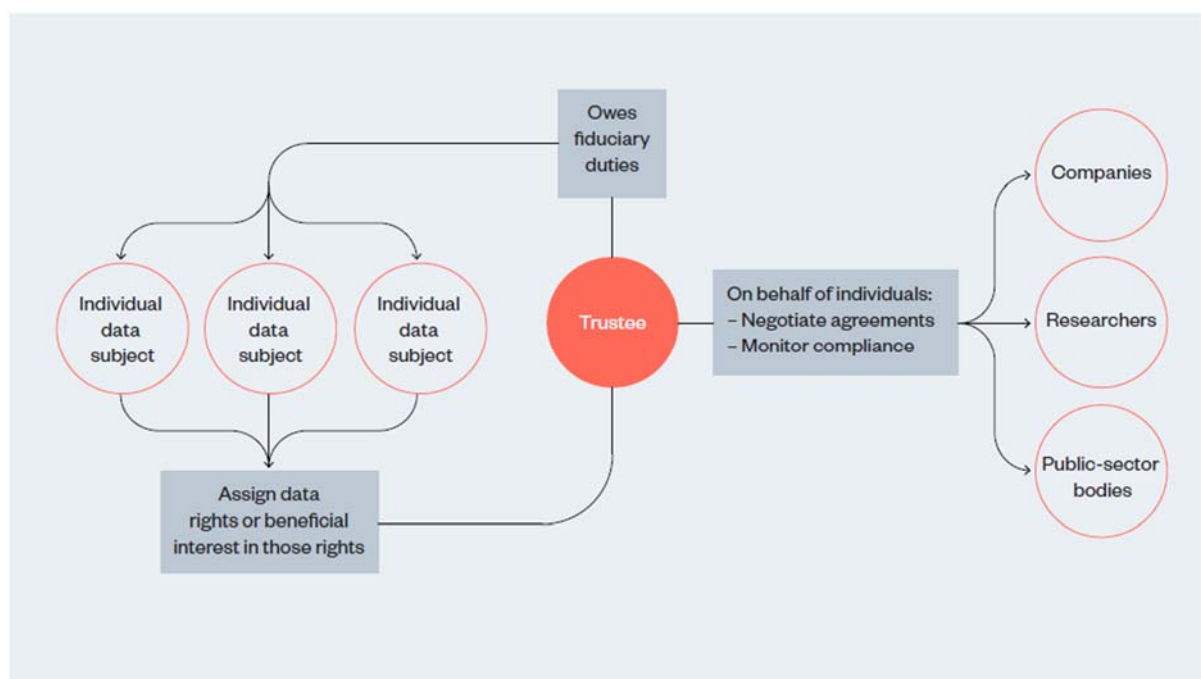 Owes
fiduciary
duties
Companies
Individual
data
subject
Individual
data
subject
Individual
data
subject
Trustee
On behalf of individuals:
– Negotiate agreements
– Monitor compliance
Researchers
Public-sector
bodies
Assign data
rights or beneficial
interest in those rights